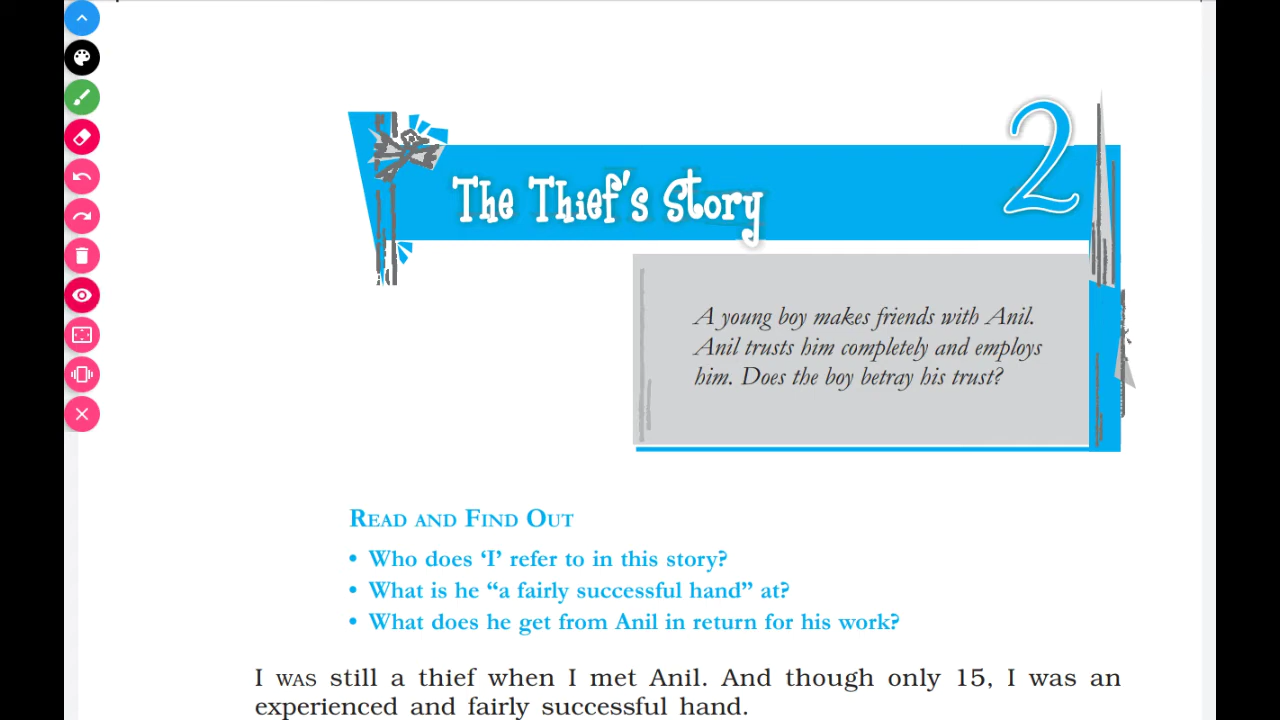 2
The Thief's Story
A young boy makes friends with Anil.
Anil trusts him completely and employs
him. Does the boy betray his trust?
READ AND FIND OUT
• Who does ‘I’ refer to in this story?
• What is he “a fairly successful hand” at?
• What does he get from Anil in return for his work?
I WAS still a thief when I met Anil. And though only 15, I was an
experienced and fairly successful hand.